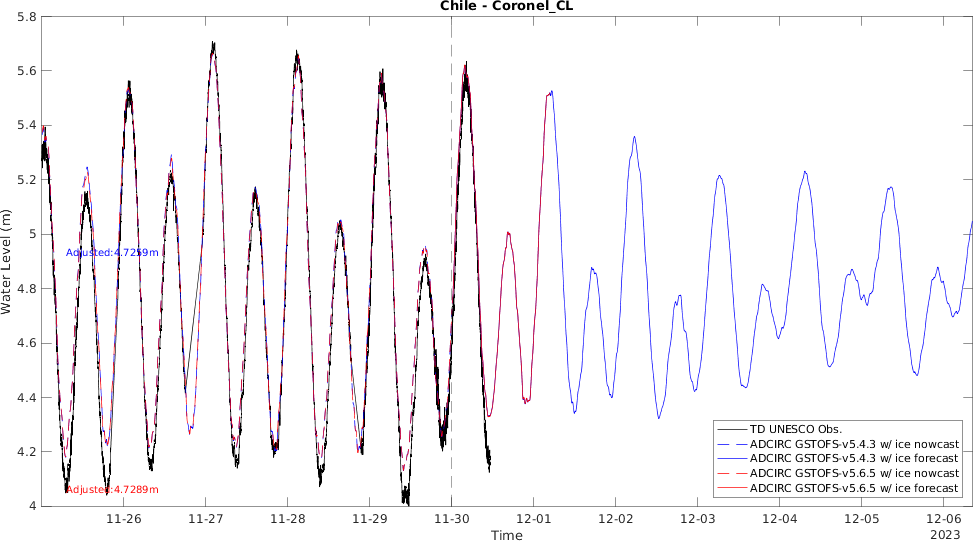 Chile - Coronel_CL
5.8
5.6
5.4
5.2
5
4.8
4.6
4.4
4.2
4
Water Level (m)
Adjusted:4.7259m
Adjusted:4.7289m
TD UNESCO Obs.
ADCIRC GSTOFS-v5.4.3 w/ ice nowcast
ADCIRC GSTOFS-v5.4.3 w/ ice forecast
ADCIRC GSTOFS-v5.6.5 w/ ice nowcast
ADCIRC GSTOFS-v5.6.5 w/ ice forecast
11-26 11-27 11-28 11-29 11-30 12-01 12-02 12-03 12-04 12-05 12-06
2023
Time